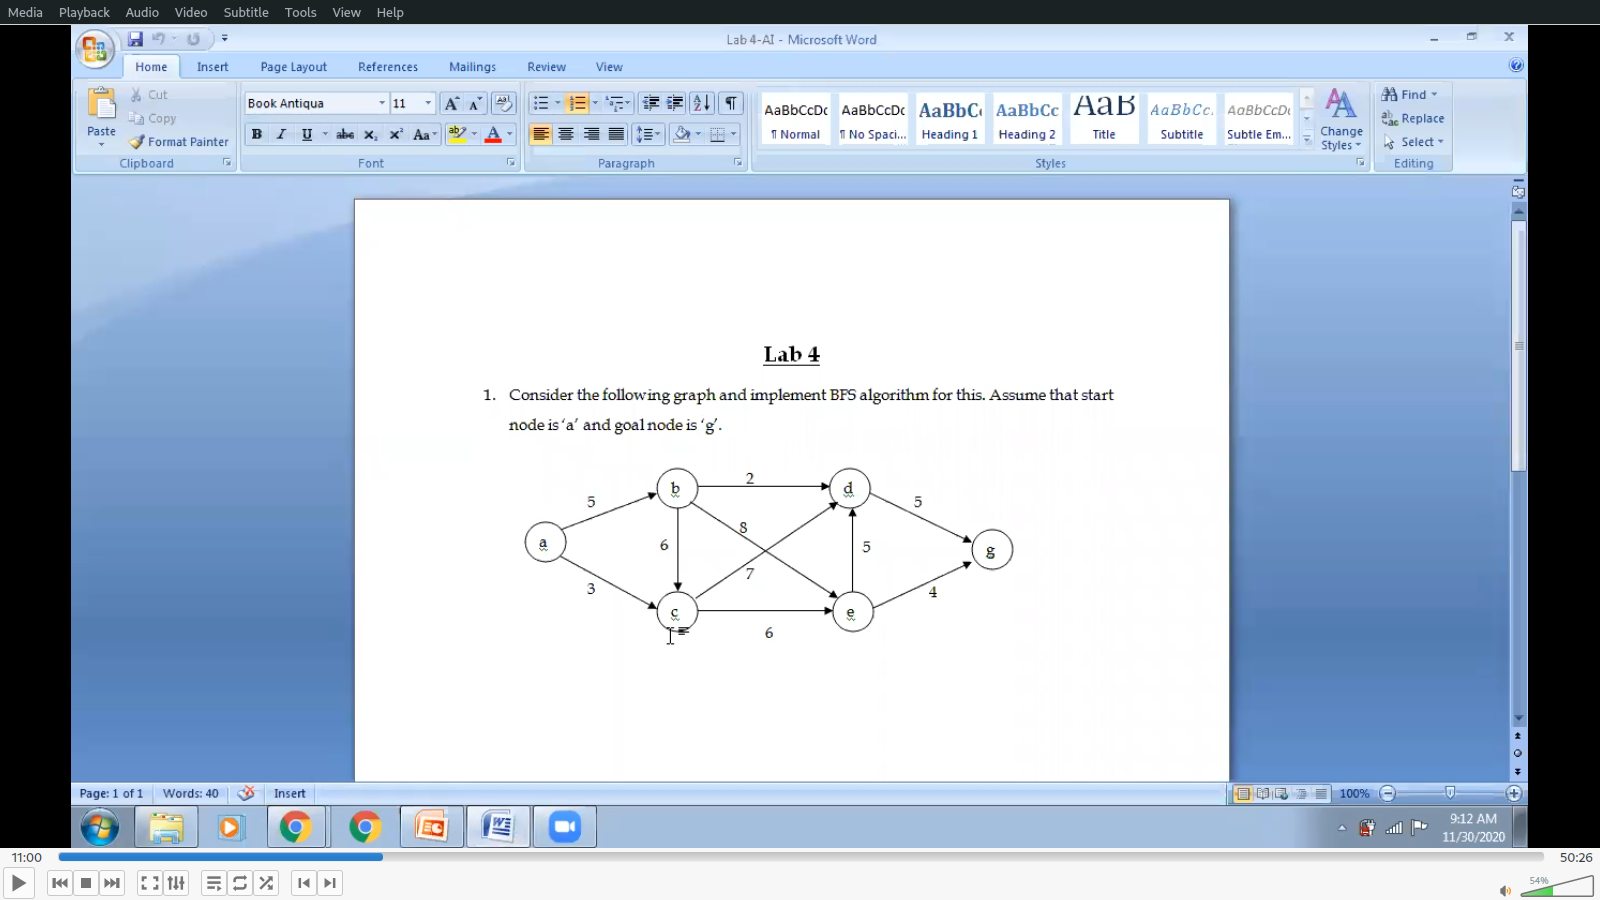 Media Playback Audio Video Subtitle Tools View Help
Lab 4-AI - Microsoft Word
Home Insert Page Layout References Mailings Review View
Paste
Cut
Copy
Format Painter
Clipboard
Book Antiqua 11
B I U abc x₂ x² Aa
ab A
Font
Paragraph
AaBbCcDc AaBbCcDc AaBbC AaBbCc AaB AaBbCc. AaBbCcDc
¶ Normal ¶ No Spaci... Heading 1 Heading 2 Title Subtitle Subtle Em...
Change Styles
Styles
Find
Replace
Select
Editing
Lab 4
1. Consider the following graph and implement BFS algorithm for this. Assume that start
node is ‘a’ and goal node is ‘g’.
b 2 d
5 5
8
a 6 5 g
7
3 4
c e
6
Page: 1 of 1 Words: 40 Insert 100%
9:12 AM
11/30/2020
11:00 50:26
54%